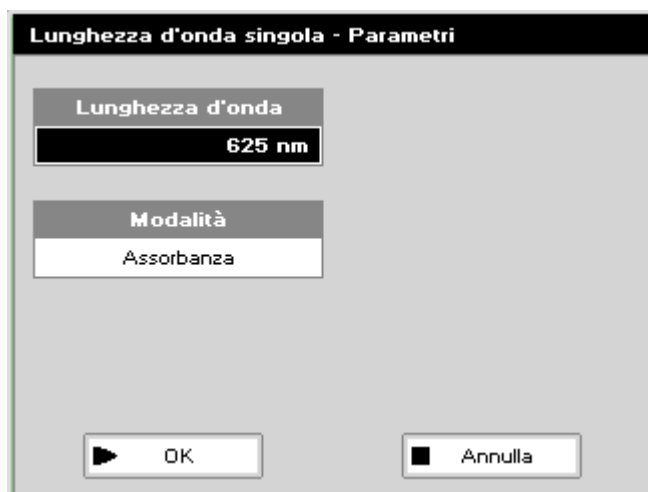 Lunghezza d'onda singola - Parametri
Lunghezza d'onda
625 nm
Modalità
Assorbanza
OK
Annulla